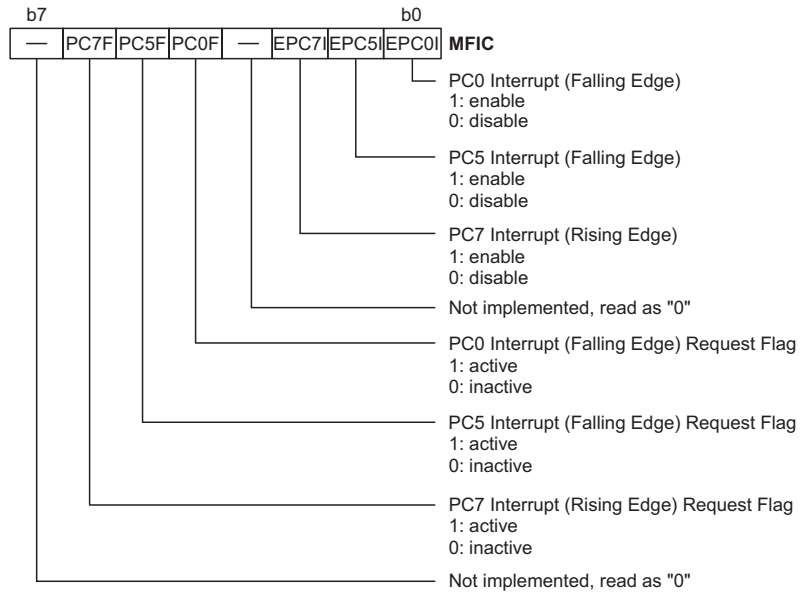 b7 b0
— PC7F PC5F PC0F — EPC7I EPC5I EPC0I MFIC
PC0 Interrupt (Falling Edge)
1: enable
0: disable
PC5 Interrupt (Falling Edge)
1: enable
0: disable
PC7 Interrupt (Rising Edge)
1: enable
0: disable
Not implemented, read as "0"
PC0 Interrupt (Falling Edge) Request Flag
1: active
0: inactive
PC5 Interrupt (Falling Edge) Request Flag
1: active
0: inactive
PC7 Interrupt (Rising Edge) Request Flag
1: active
0: inactive
Not implemented, read as "0"